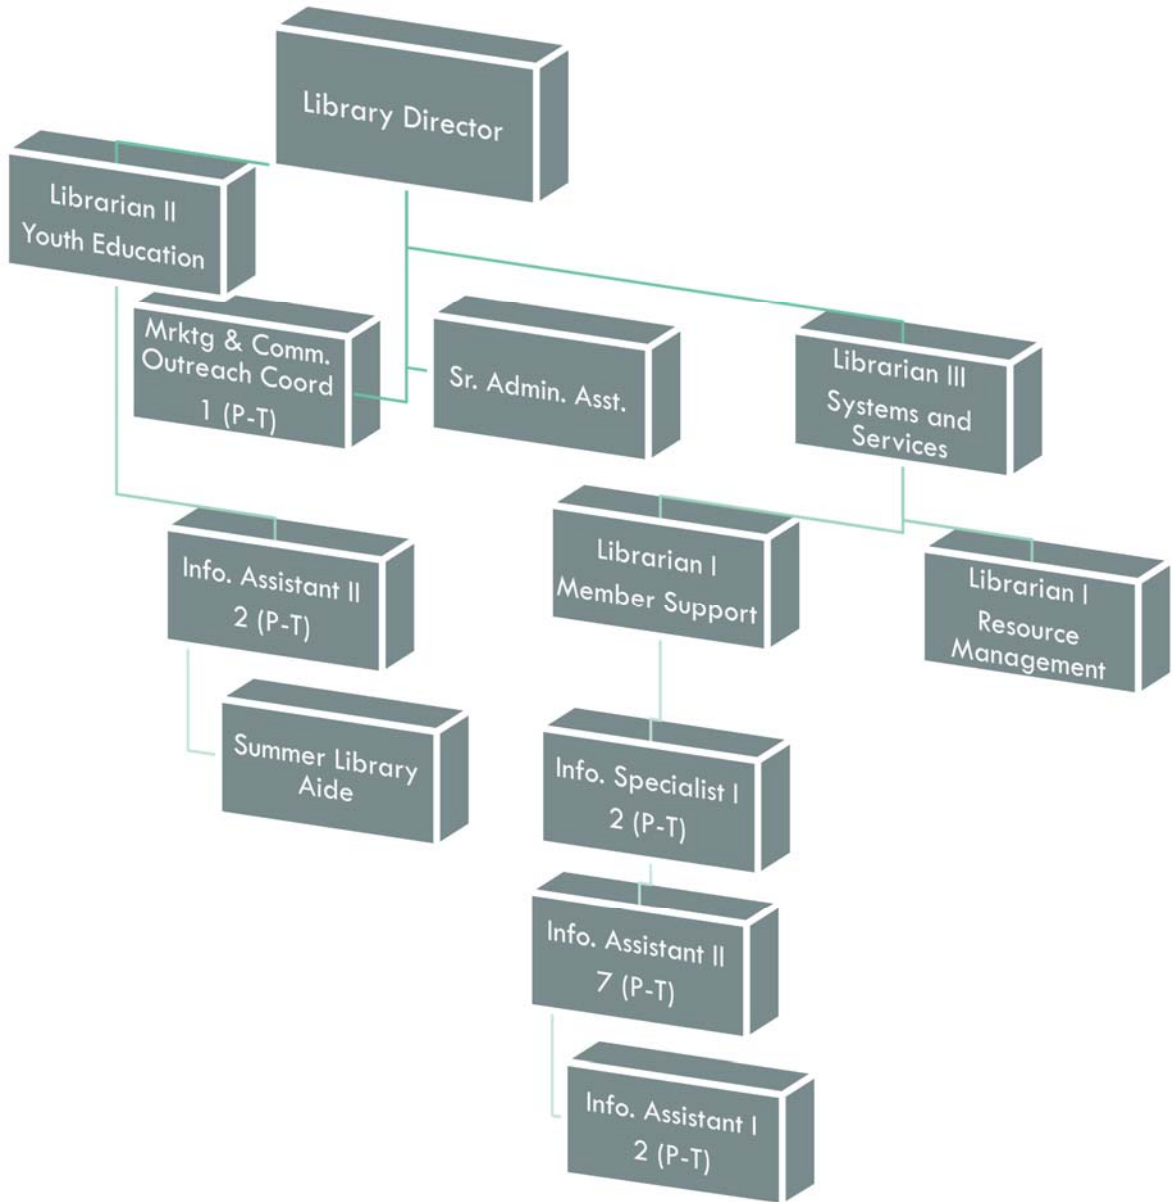 Library Director
Librarian II
Youth Education
Mrktg & Comm.
Outreach Coord
1 (P-T)
Sr. Admin. Asst.
Librarian III
Systems and
Services
Info. Assistant II
2 (P-T)
Librarian I
Member Support
Librarian I
Resource
Management
Summer Library
Aide
Info. Specialist I
2 (P-T)
Info. Assistant II
7 (P-T)
Info. Assistant I
2 (P-T)